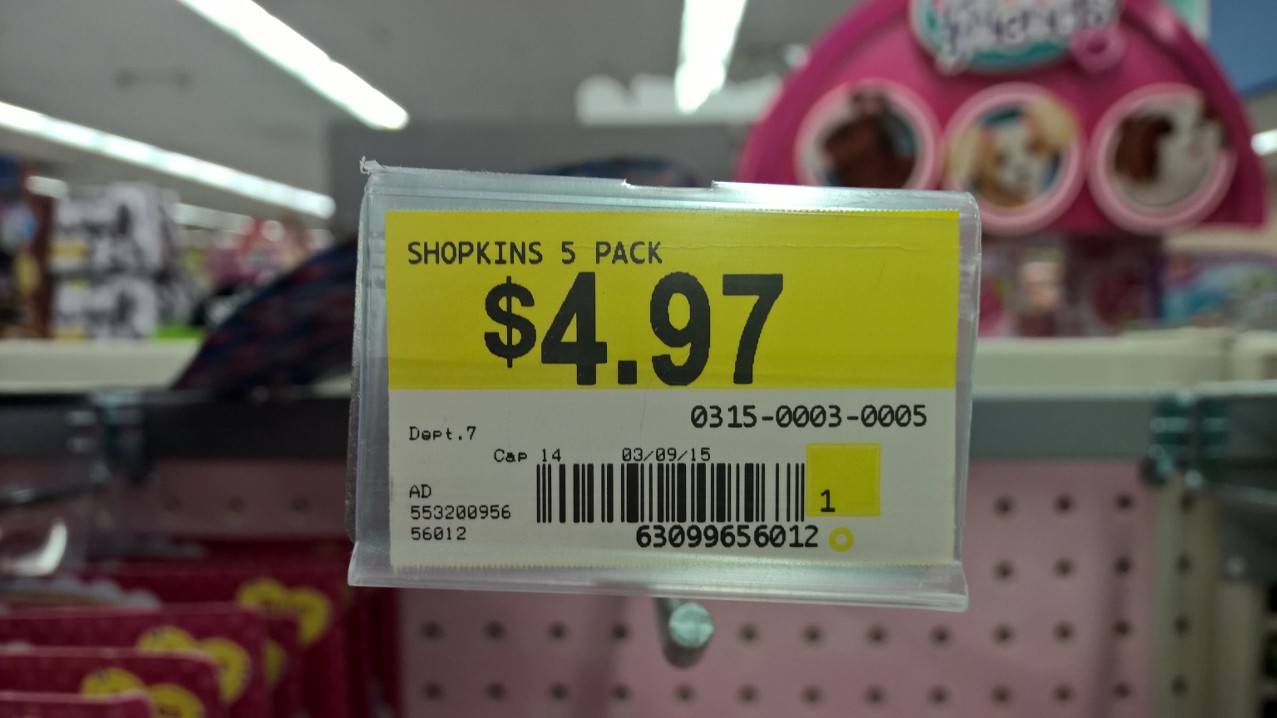 SHOPKINS 5 PACK
$4.97
0315-0003-0005
Dept.7
Cap 14 03/09/15
AD
553200956
56012
1
63099656012